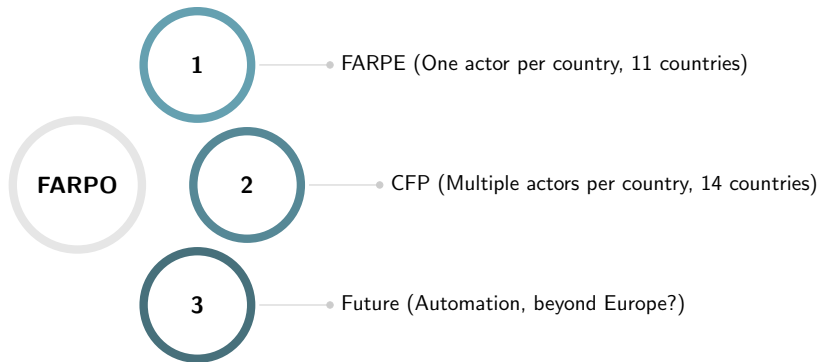 1
FARPE (One actor per country, 11 countries)
FARPO
2
CFP (Multiple actors per country, 14 countries)
3
Future (Automation, beyond Europe?)